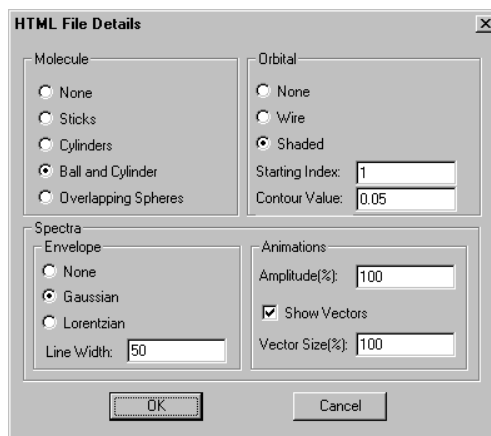 HTML File Details
Molecule
None
Sticks
Cylinders
Ball and Cylinder
Overlapping Spheres
Orbital
None
Wire
Shaded
Starting Index: 1
Contour Value: 0.05
Spectra
Envelope
None
Gaussian
Lorentzian
Line Width: 50
Animations
Amplitude(%): 100
Show Vectors
Vector Size(%): 100
OK
Cancel